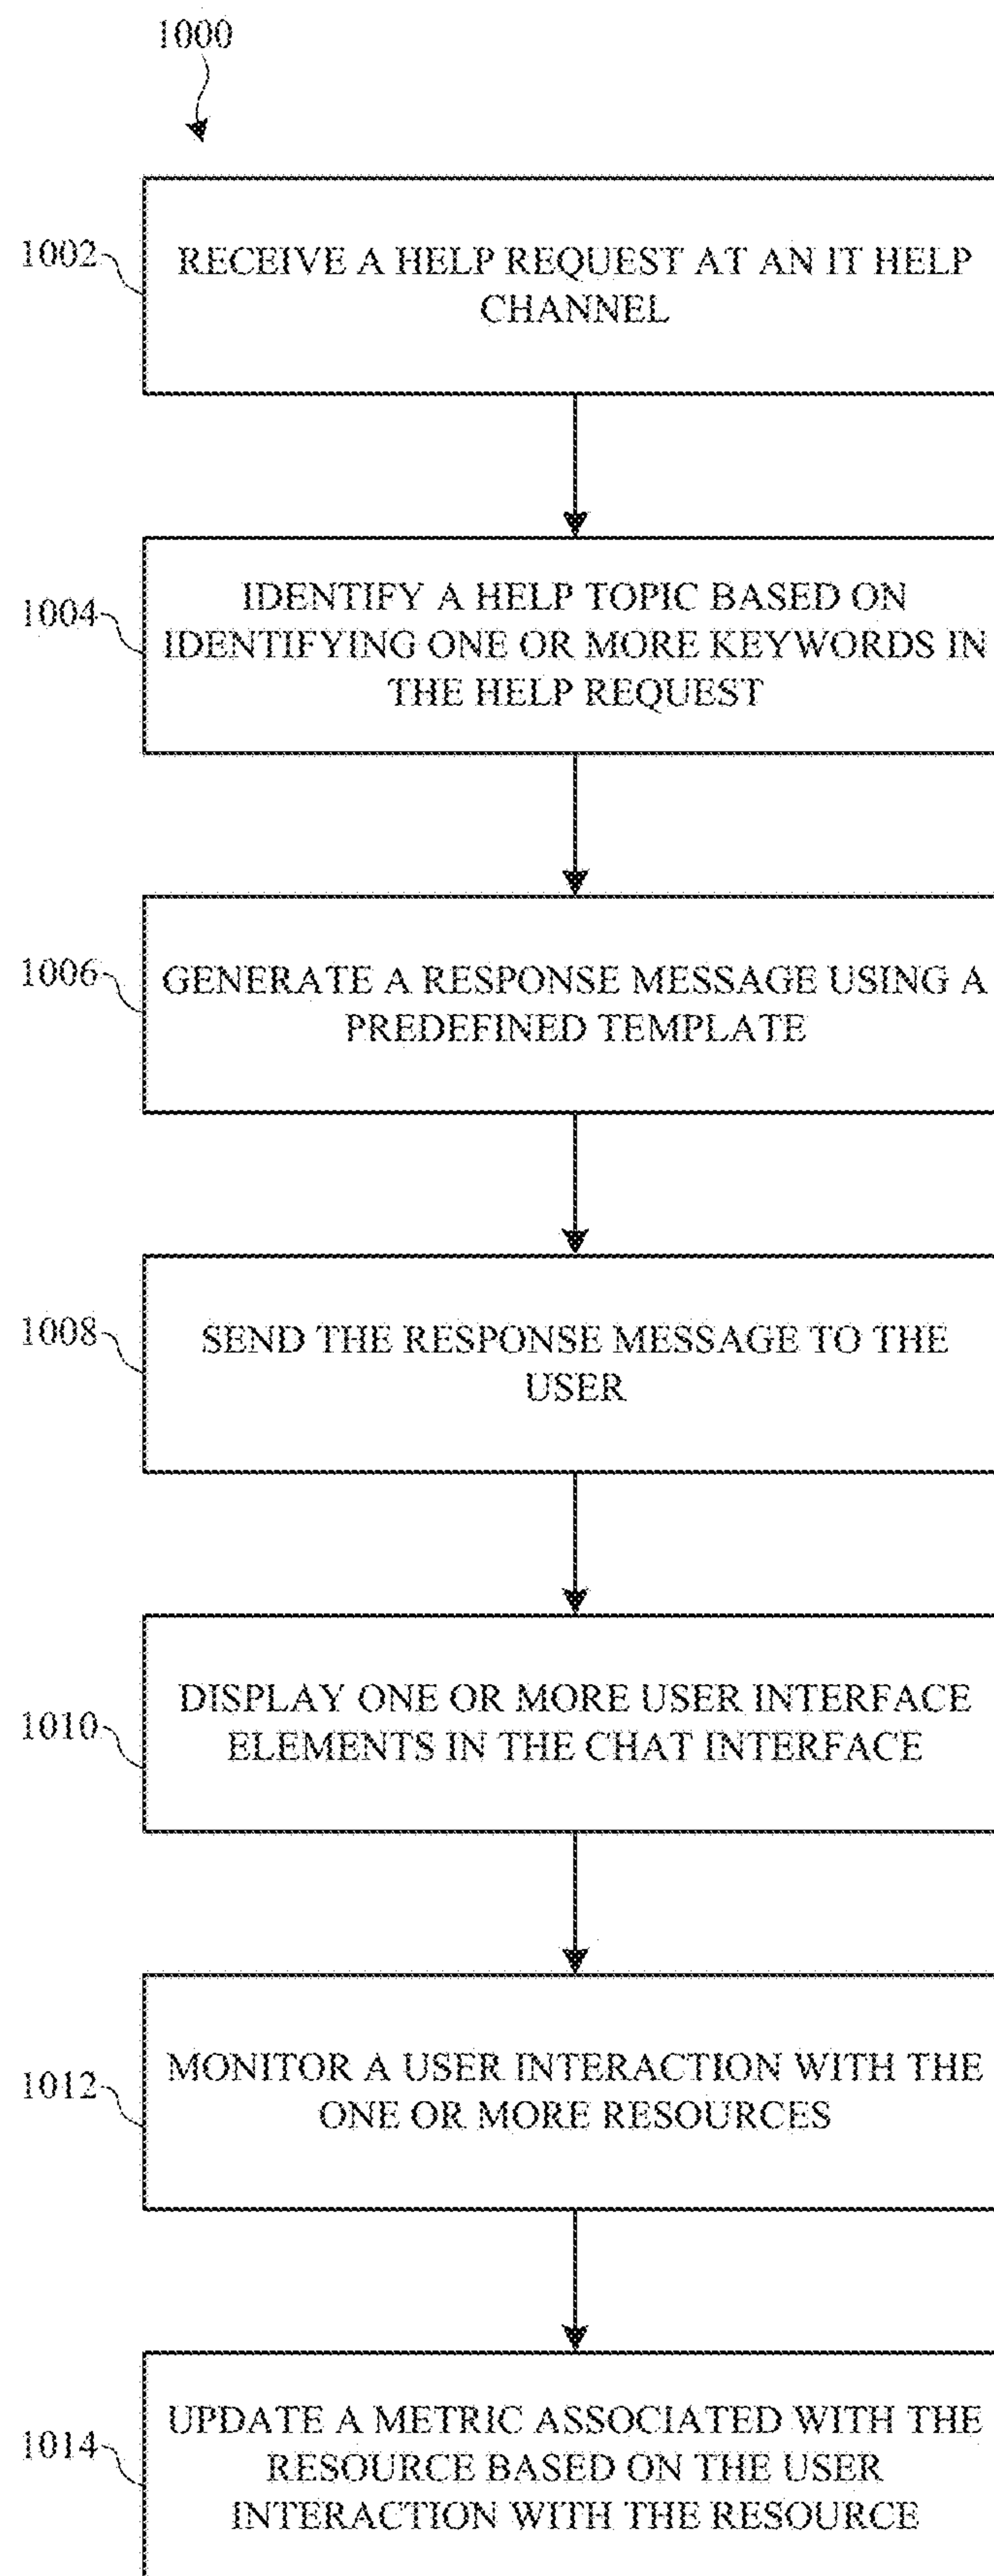 1000
1002
RECEIVE A HELP REQUEST AT AN IT HELP
CHANNEL
1004
IDENTIFY A HELP TOPIC BASED ON
IDENTIFYING ONE OR MORE KEYWORDS IN
THE HELP REQUEST
1006
GENERATE A RESPONSE MESSAGE USING A
PREDEFINED TEMPLATE
1008
SEND THE RESPONSE MESSAGE TO THE
USER
1010
DISPLAY ONE OR MORE USER INTERFACE
ELEMENTS IN THE CHAT INTERFACE
1012
MONITOR A USER INTERACTION WITH THE
ONE OR MORE RESOURCES
1014
UPDATE A METRIC ASSOCIATED WITH THE
RESOURCE BASED ON THE USER
INTERACTION WITH THE RESOURCE